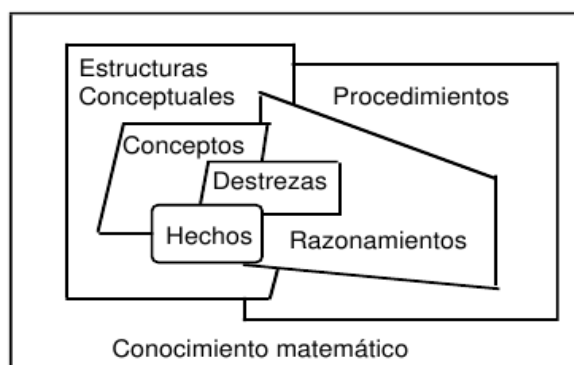 Estructuras
Conceptuales
Procedimientos
Conceptos
Destrezas
Hechos
Razonamientos
Conocimiento matemático